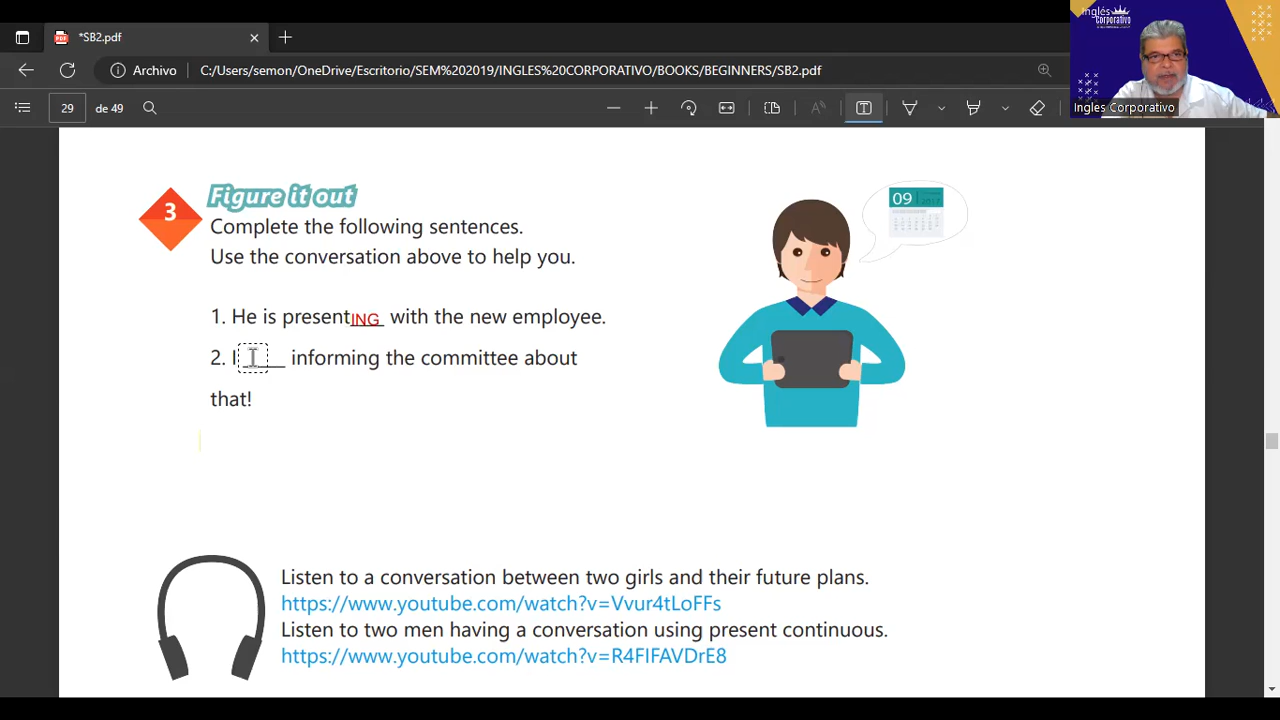 *SB2.pdf
Archivo
C:/Users/semon/OneDrive/Escritorio/SEM%202019/INGLES%20CORPORATIVO/BOOKS/BEGINNERS/SB2.pdf
29 de 49
Inglés
Corporativo
Ingles Corporativo
3
Figure it out
Complete the following sentences.
Use the conversation above to help you.
09
2017
1. He is presentING with the new employee.
2. I ____ informing the committee about
that!
Listen to a conversation between two girls and their future plans.
https://www.youtube.com/watch?v=Vvur4tLoFFs
Listen to two men having a conversation using present continuous.
https://www.youtube.com/watch?v=R4FIFAVDrE8